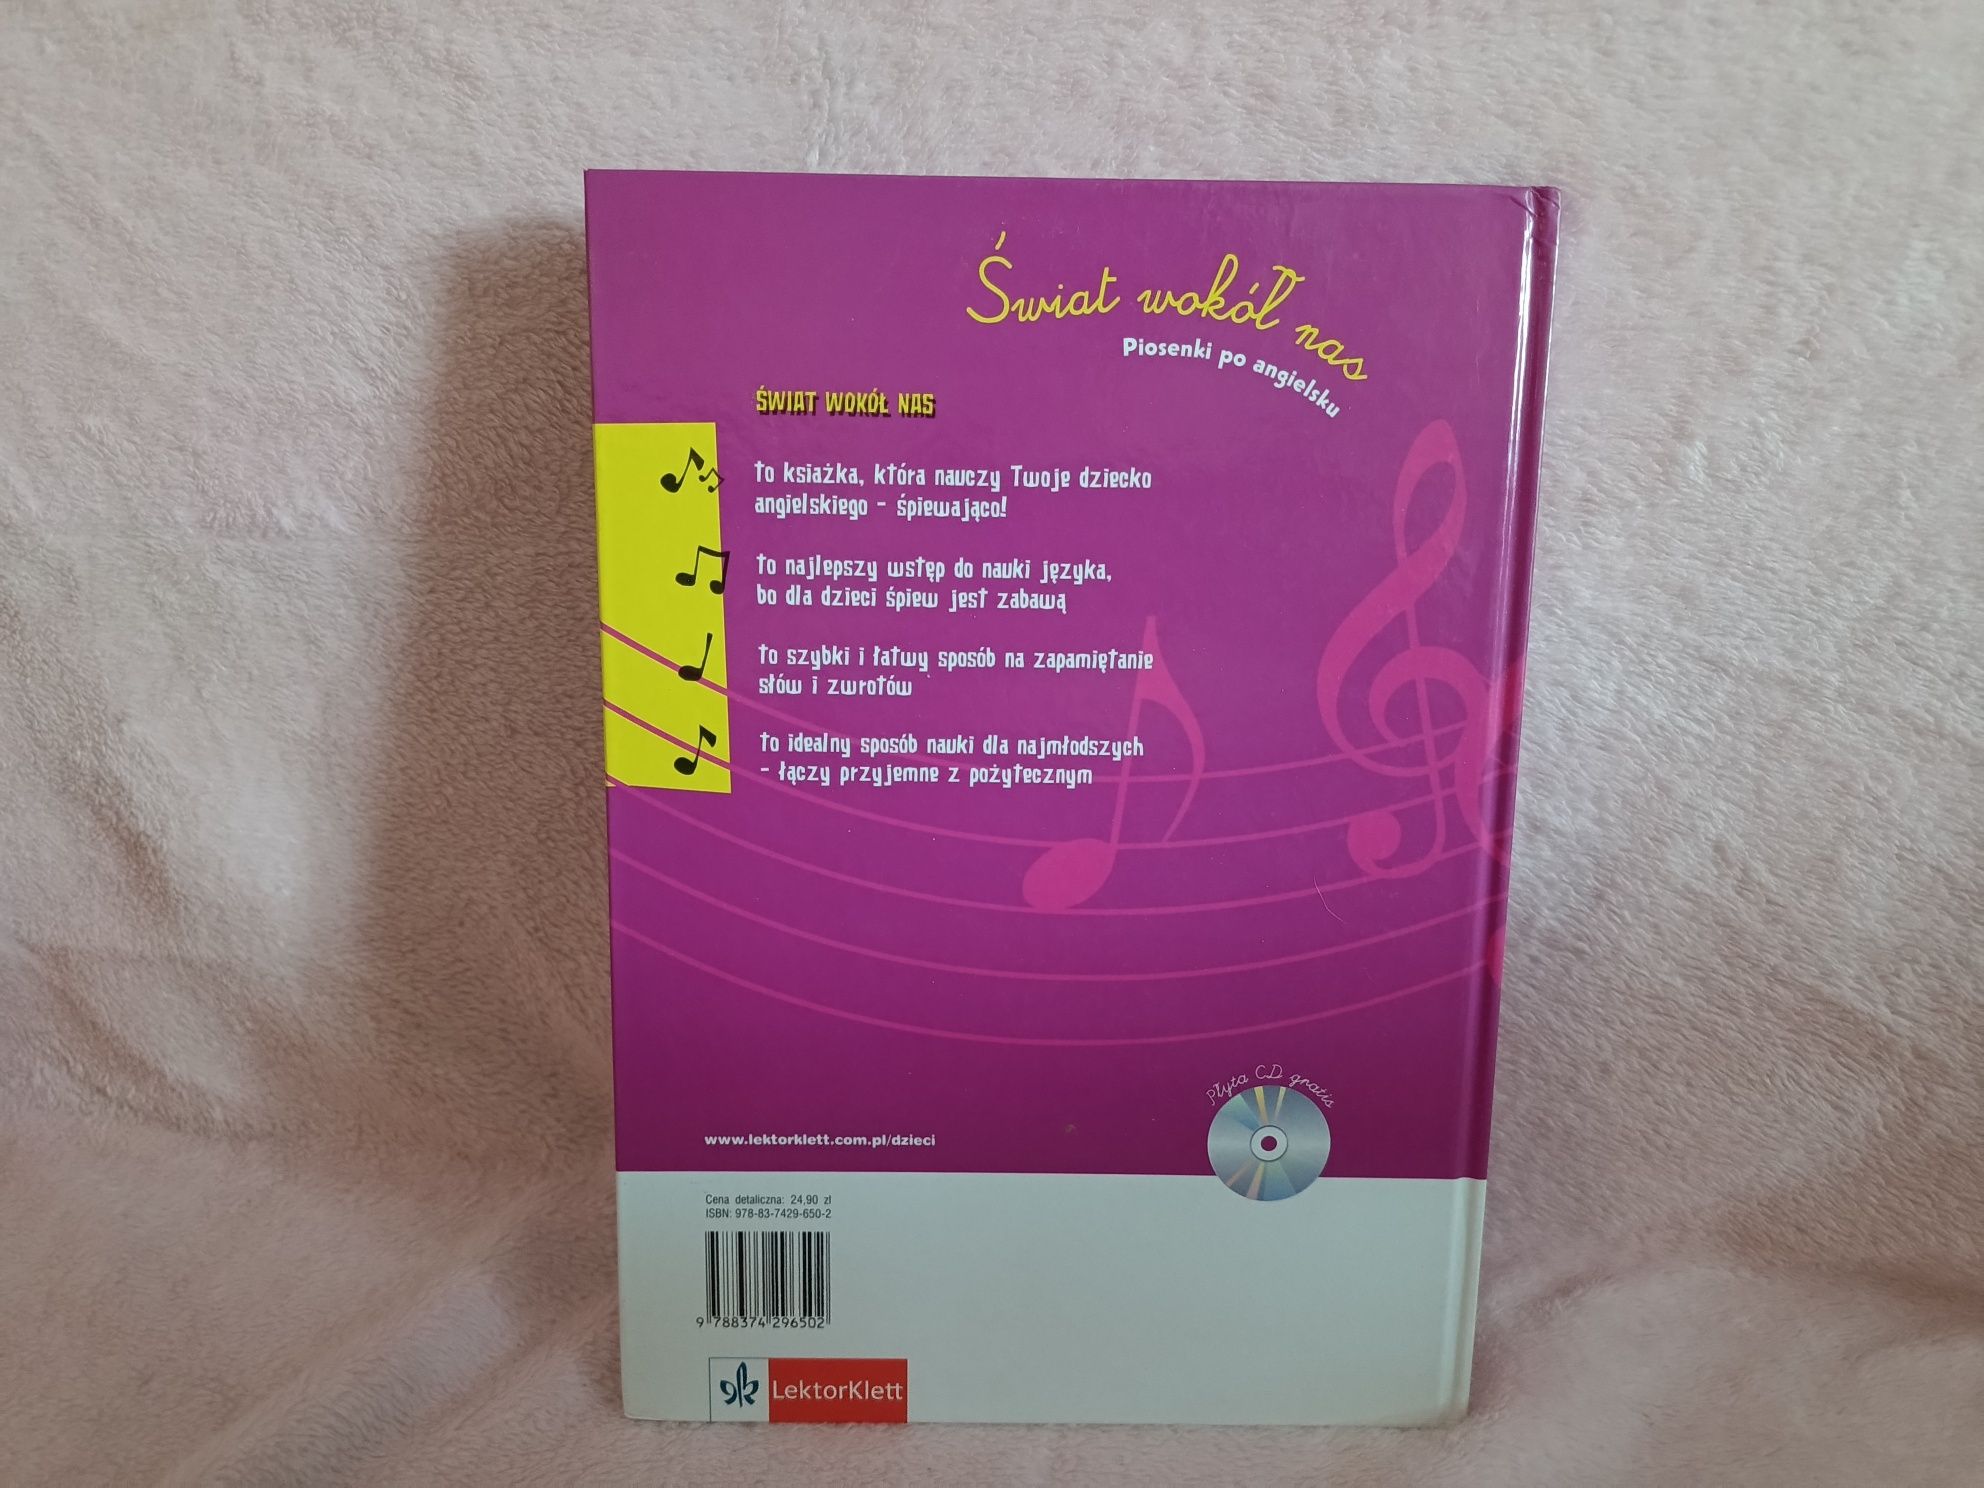 Świat wokół nas
Piosenki po angielsku
ŚWIAT WOKÓŁ NAS
to ksiażka, która nauczy Twoje dziecko
angielskiego - śpiewająco!
to najlepszy wstęp do nauki języka,
bo dla dzieci śpiew jest zabawą
to szybki i łatwy sposób na zapamiętanie
słów i zwrotów
to idealny sposób nauki dla najmłodszych
- łączy przyjemne z pożytecznym
Płyta CD gratis
www.lektorklett.com.pl/dzieci
Cena detaliczna: 24,90 zł
ISBN: 978-83-7429-650-2
9 788374 296502
LektorKlett